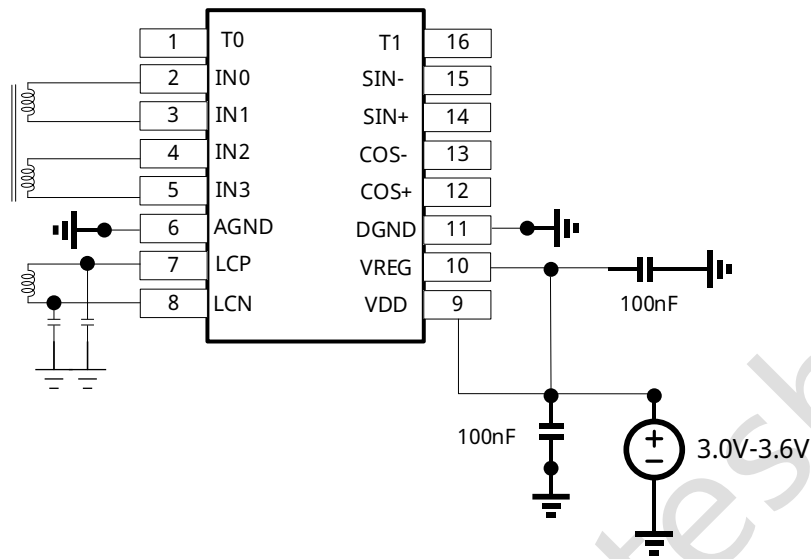 1 T0 T1 16
2 IN0 SIN- 15
3 IN1 SIN+ 14
4 IN2 COS- 13
5 IN3 COS+ 12
6 AGND DGND 11
7 LCP VREG 10
8 LCN VDD 9
100nF
100nF
+
−
3.0V-3.6V